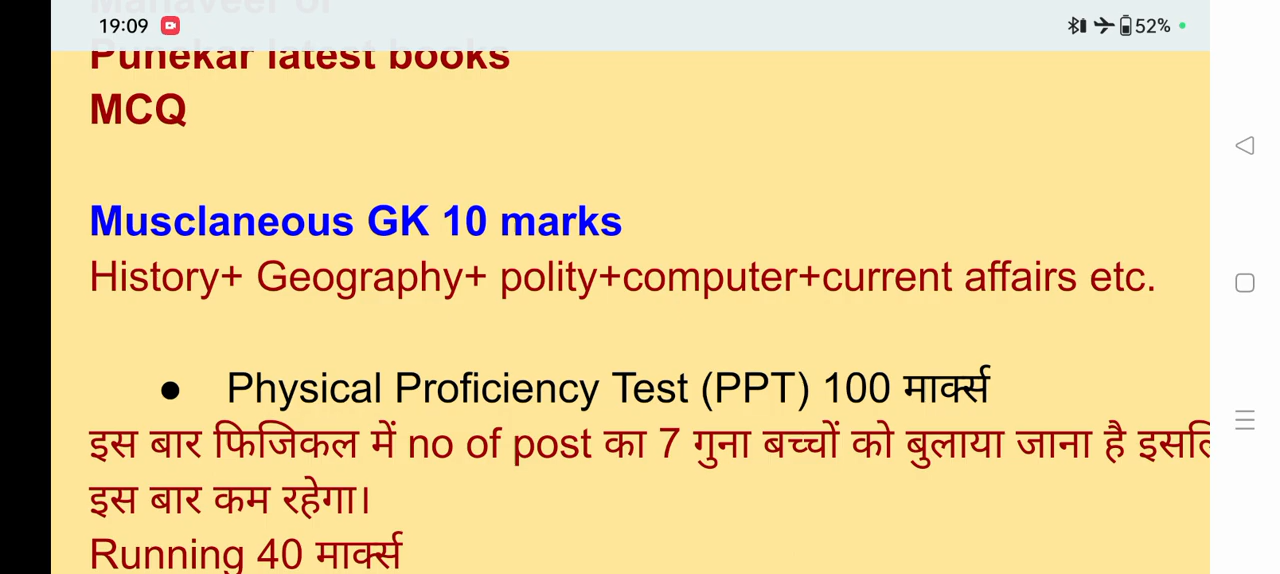 19:09
52%
Punekar latest books
MCQ
Musclaneous GK 10 marks
History+ Geography+ polity+computer+current affairs etc.
● Physical Proficiency Test (PPT) 100 मार्क्स
इस बार फिजिकल में no of post का 7 गुना बच्चों को बुलाया जाना है
इस बार कम रहेगा।
Running 40 मार्क्स